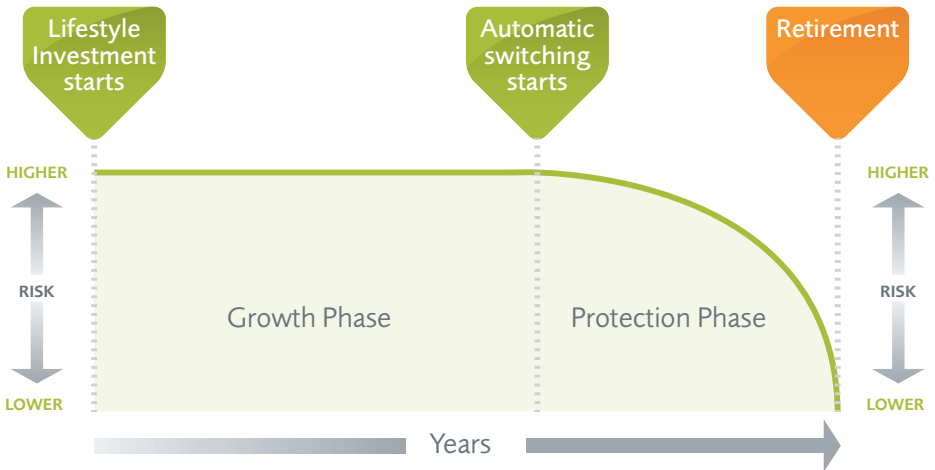 Lifestyle
Investment
starts
Automatic
switching
starts
Retirement
HIGHER
HIGHER
RISK
RISK
Growth Phase
Protection Phase
LOWER
LOWER
Years